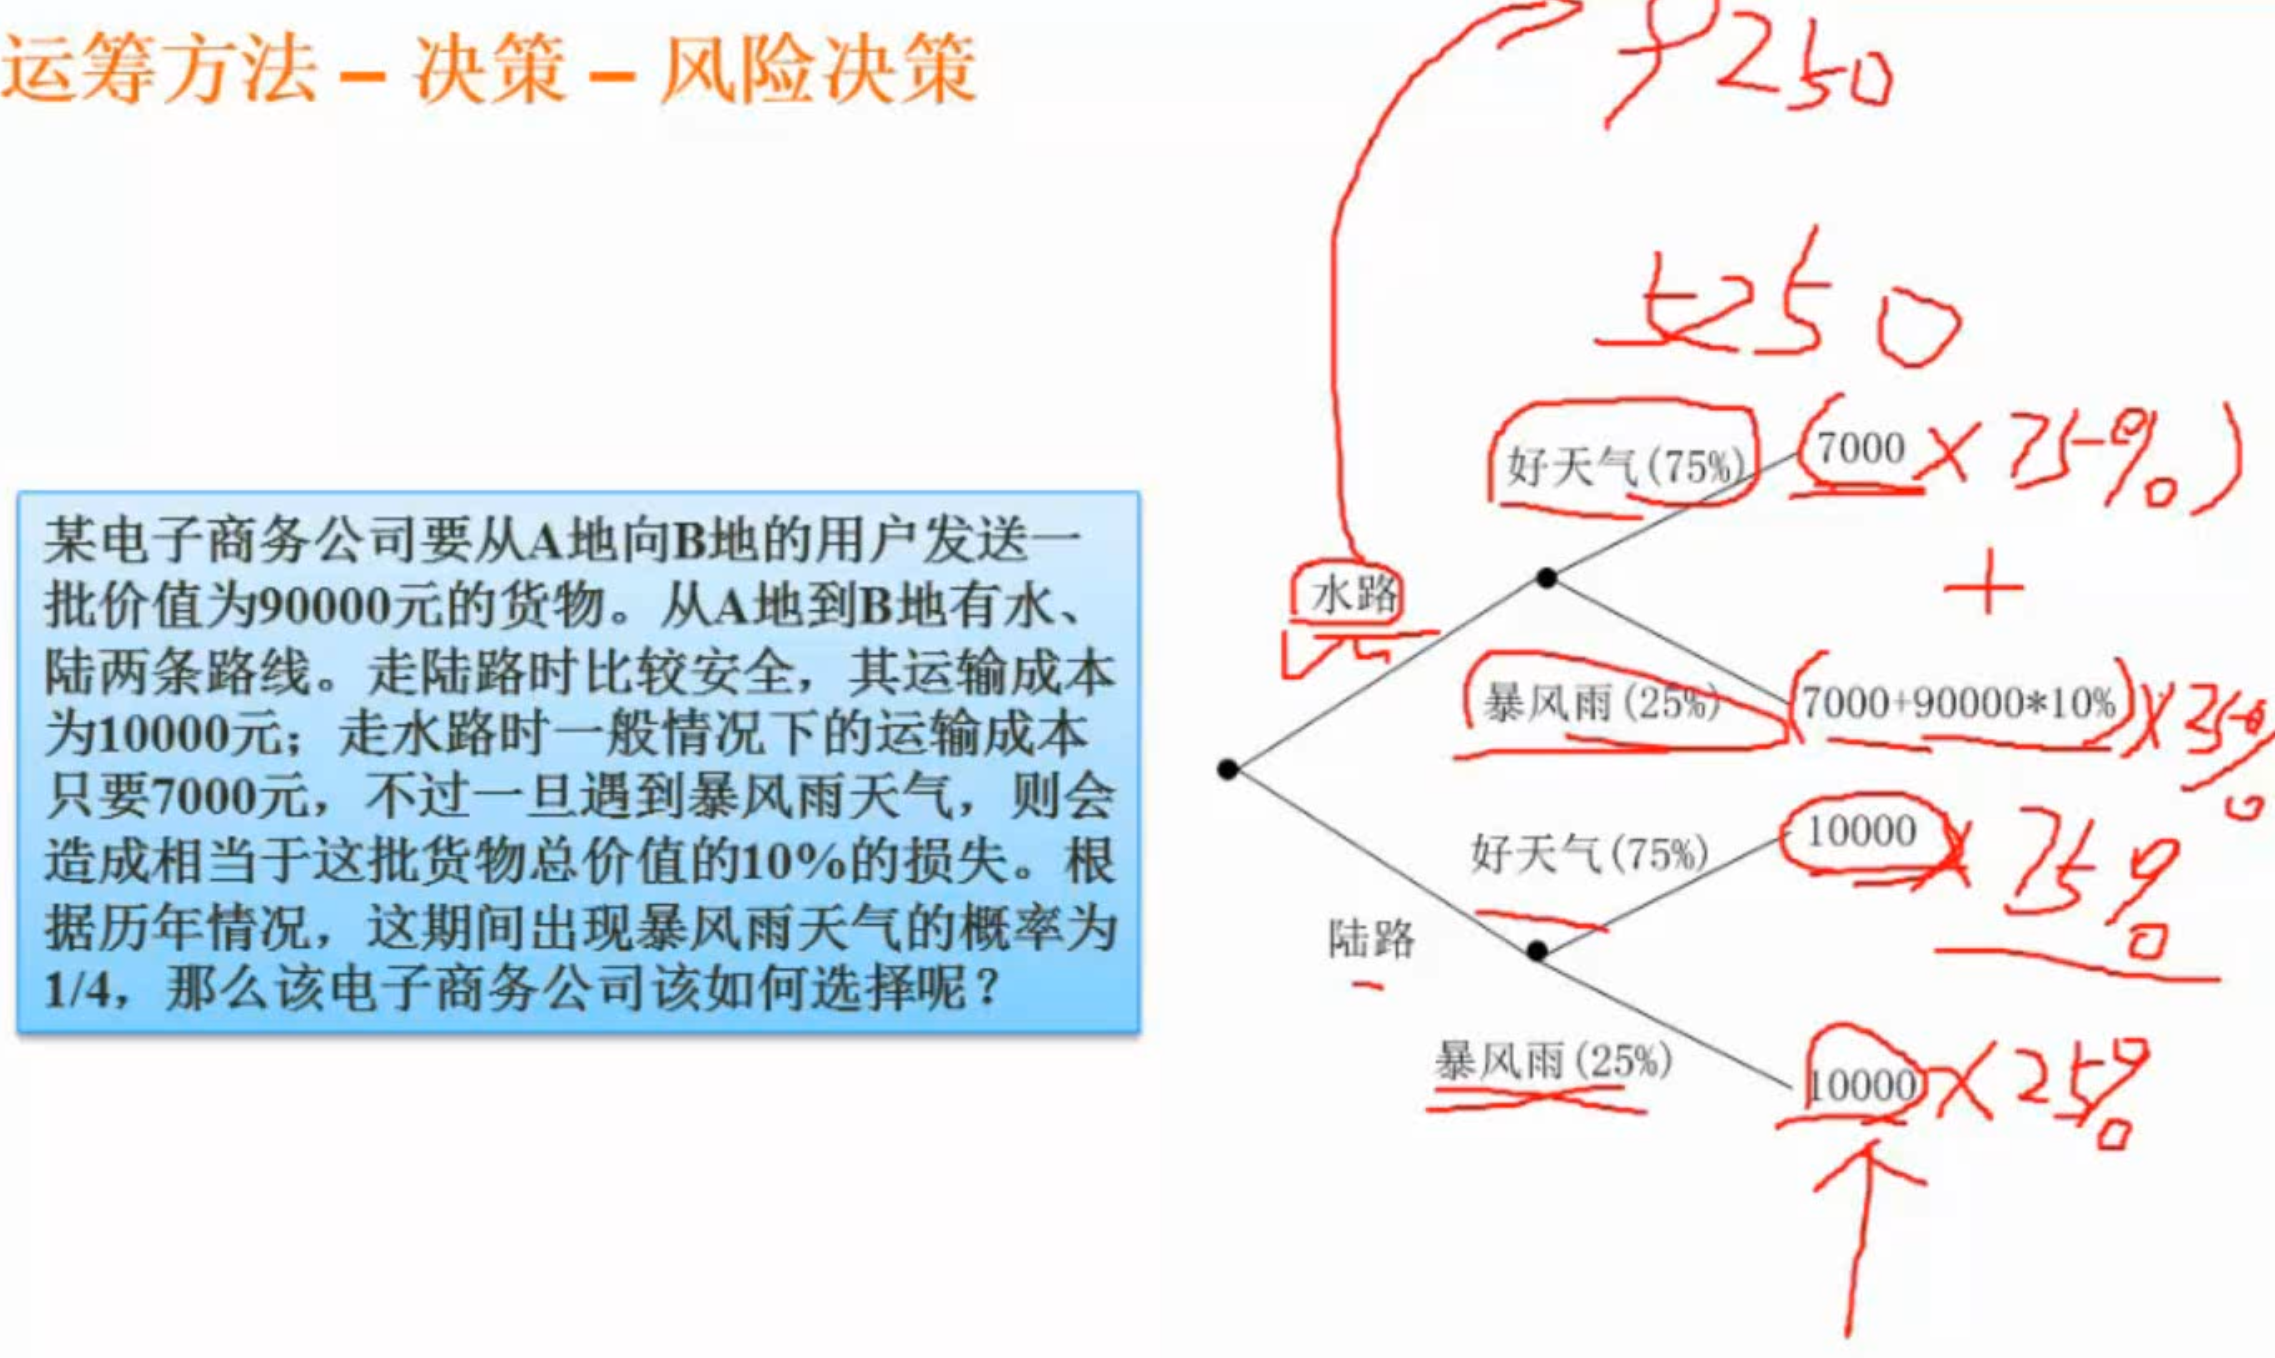 运筹方法 – 决策 – 风险决策
某电子商务公司要从A地向B地的用户发送一
批价值为90000元的货物。从A地到B地有水、
陆两条路线。走陆路时比较安全，其运输成本
为10000元；走水路时一般情况下的运输成本
只要7000元，不过一旦遇到暴风雨天气，则会
造成相当于这批货物总价值的10%的损失。根
据历年情况，这期间出现暴风雨天气的概率为
1/4，那么该电子商务公司该如何选择呢？
9250
5250
好天气(75%)
(7000 × 75%)
+
水路
暴风雨(25%)
(7000+90000*10%)×25%
好天气(75%)
10000 × 75%
陆路
暴风雨(25%)
10000 × 25%